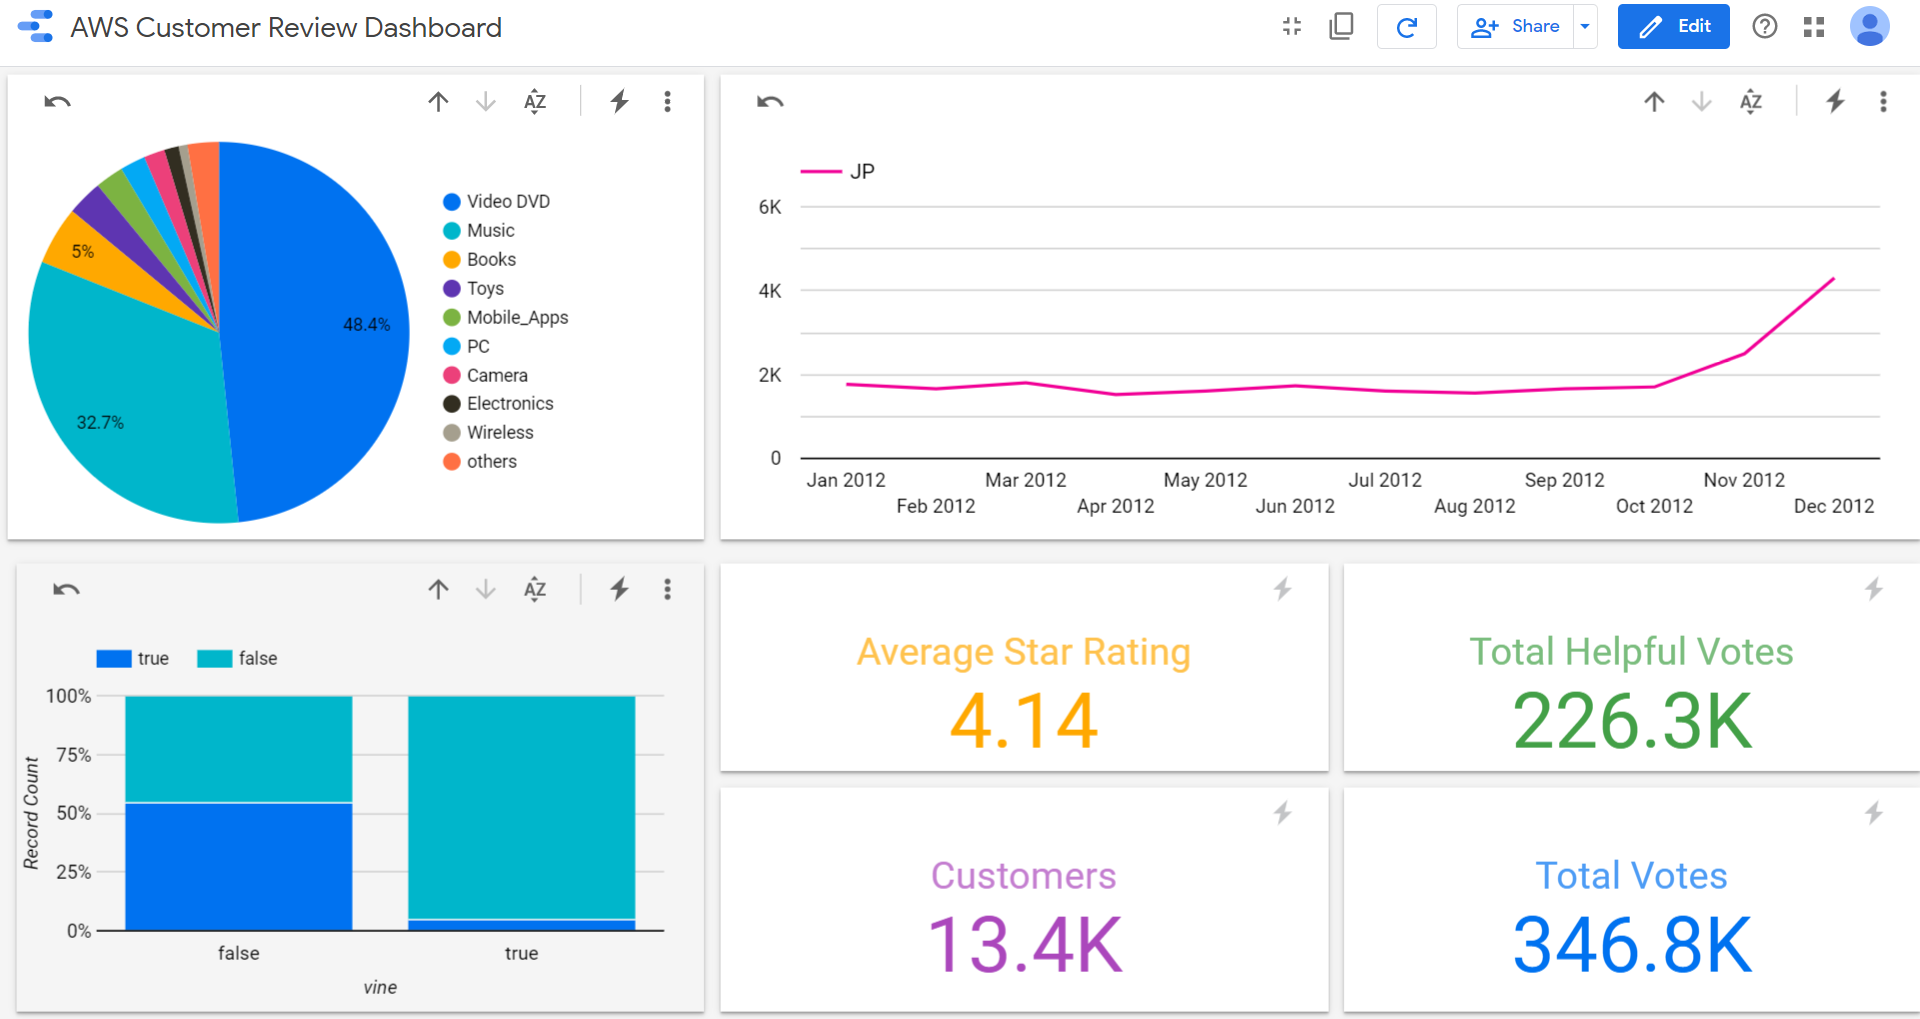 AWS Customer Review Dashboard
Share
Edit
AZ
48.4%
32.7%
5%
Video DVD
Music
Books
Toys
Mobile_Apps
PC
Camera
Electronics
Wireless
others
AZ
JP
6K
4K
2K
0
Jan 2012
Feb 2012
Mar 2012
Apr 2012
May 2012
Jun 2012
Jul 2012
Aug 2012
Sep 2012
Oct 2012
Nov 2012
Dec 2012
AZ
true
false
Record Count
100%
75%
50%
25%
0%
false
true
vine
Average Star Rating
4.14
Total Helpful Votes
226.3K
Customers
13.4K
Total Votes
346.8K